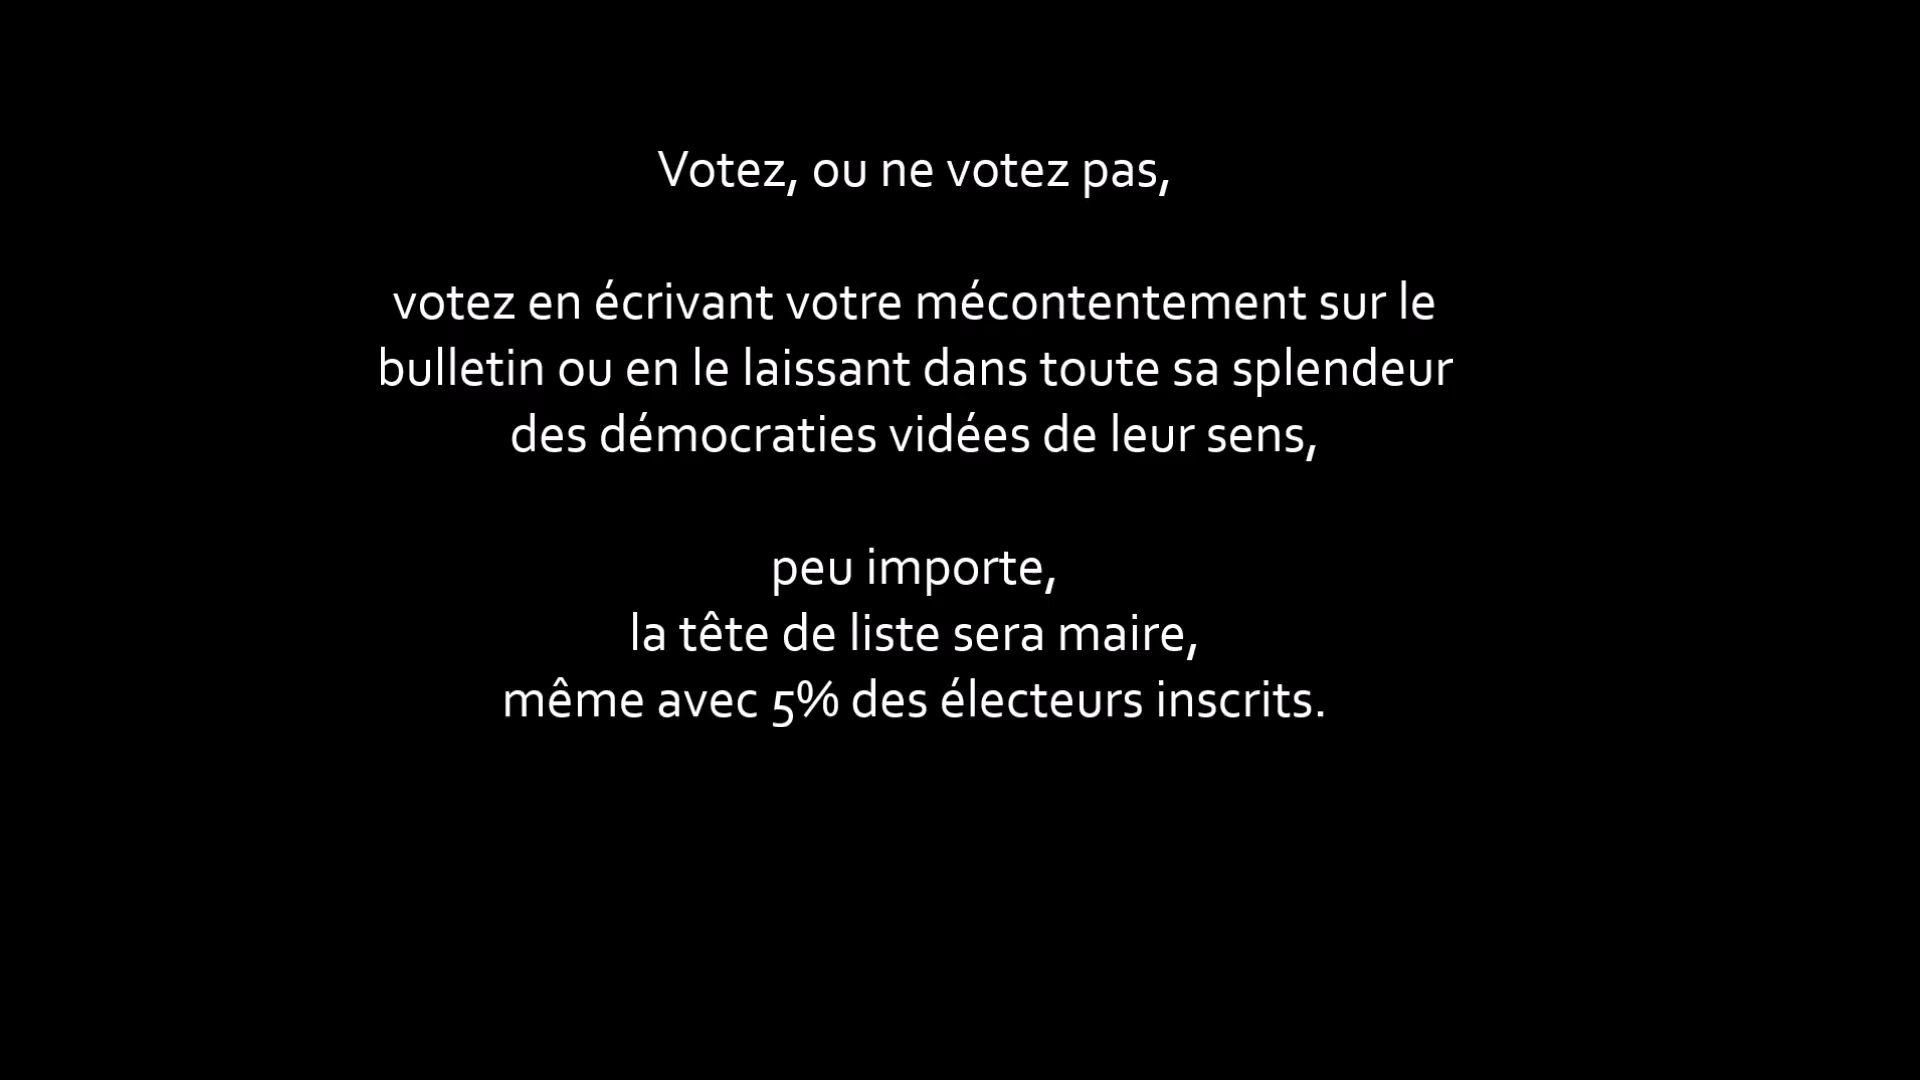 Votez, ou ne votez pas,
votez en écrivant votre mécontentement sur le
bulletin ou en le laissant dans toute sa splendeur
des démocraties vidées de leur sens,
peu importe,
la tête de liste sera maire,
même avec 5% des électeurs inscrits.